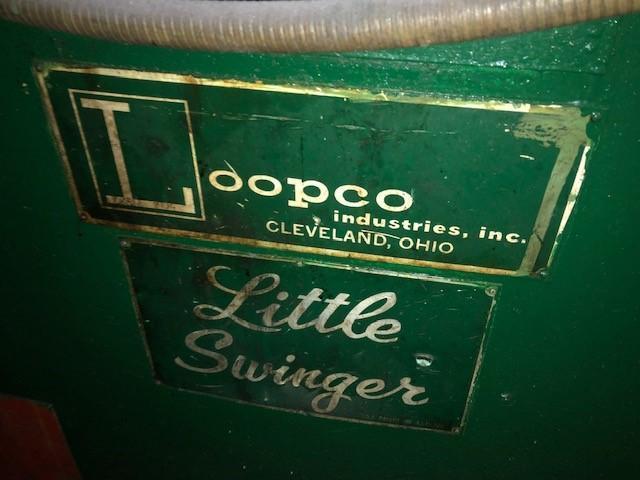 Loopco
industries, inc.
CLEVELAND, OHIO
Little
Swinger